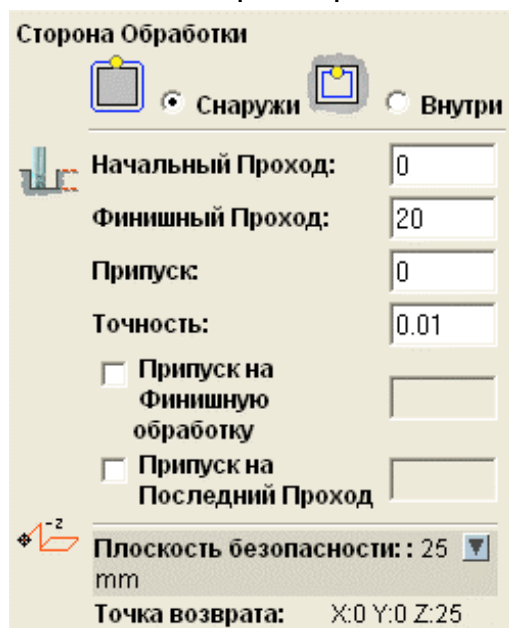 Сторона Обработки
Снаружи Внутри
Начальный Проход: 0
Финишный Проход: 20
Припуск: 0
Точность: 0.01
Припуск на
Финишную
обработку
Припуск на
Последний Проход
-z
Плоскость безопасности: : 25
mm
Точка возврата: X:0 Y:0 Z:25